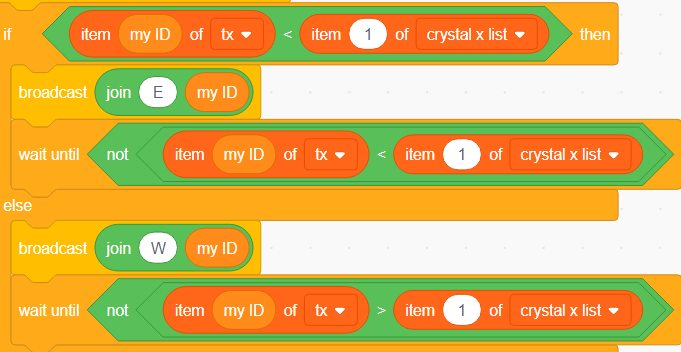 if item my ID of tx < item 1 of crystal x list then
broadcast join E my ID
wait until not item my ID of tx < item 1 of crystal x list
else
broadcast join W my ID
wait until not item my ID of tx > item 1 of crystal x list